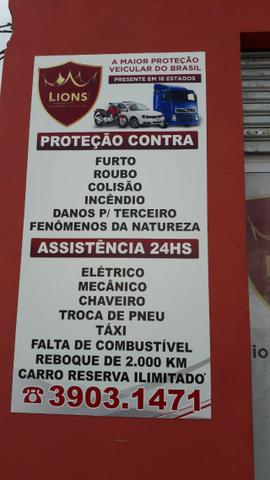 LIONS
A MAIOR PROTEÇÃO
VEICULAR DO BRASIL
PRESENTE EM 16 ESTADOS
PROTEÇÃO CONTRA
FURTO
ROUBO
COLISÃO
INCÊNDIO
DANOS P/ TERCEIRO
FENÔMENOS DA NATUREZA
ASSISTÊNCIA 24HS
ELÉTRICO
MECÂNICO
CHAVEIRO
TROCA DE PNEU
TÁXI
FALTA DE COMBUSTÍVEL
REBOQUE DE 2.000 KM
CARRO RESERVA ILIMITADO*
☎ 3903.1471